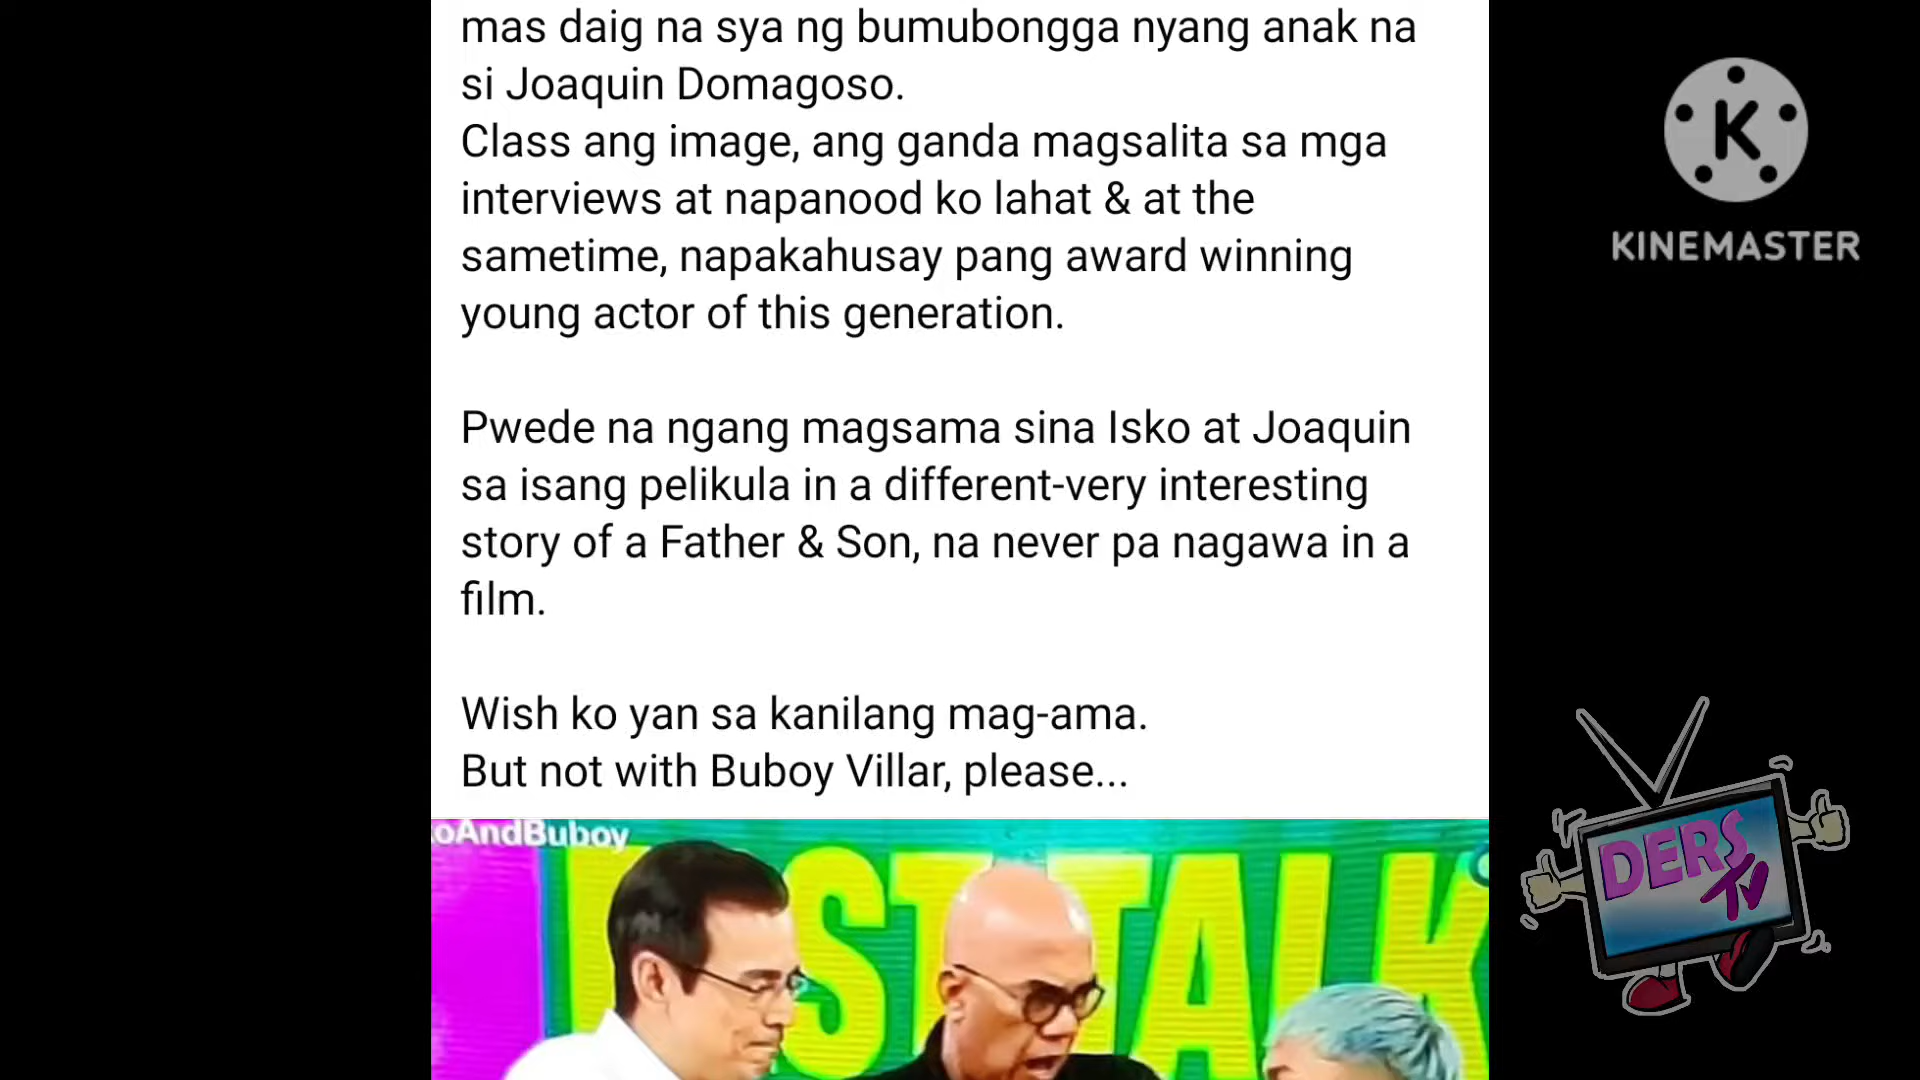 mas daig na sya ng bumubongga nyang anak na
si Joaquin Domagoso.
Class ang image, ang ganda magsalita sa mga
interviews at napanood ko lahat & at the
sametime, napakahusay pang award winning
young actor of this generation.
Pwede na ngang magsama sina Isko at Joaquin
sa isang pelikula in a different-very interesting
story of a Father & Son, na never pa nagawa in a
film.
Wish ko yan sa kanilang mag-ama.
But not with Buboy Villar, please...
oAndBuboy
ST TALK
K
KINEMASTER
DERS
TV